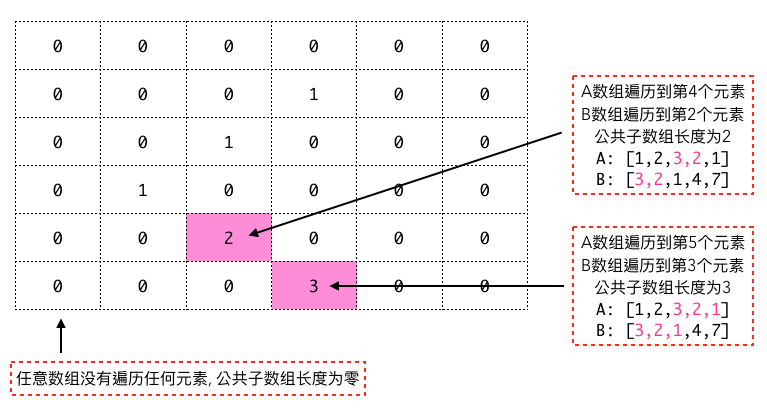 0 0 0 0 0 0
0 0 0 1 0 0
0 0 1 0 0 0
0 1 0 0 0 0
0 0 2 0 0 0
0 0 0 3 0 0
A数组遍历到第4个元素
B数组遍历到第2个元素
公共子数组长度为2
A: [1,2,3,2,1]
B: [3,2,1,4,7]
A数组遍历到第5个元素
B数组遍历到第3个元素
公共子数组长度为3
A: [1,2,3,2,1]
B: [3,2,1,4,7]
任意数组没有遍历任何元素, 公共子数组长度为零